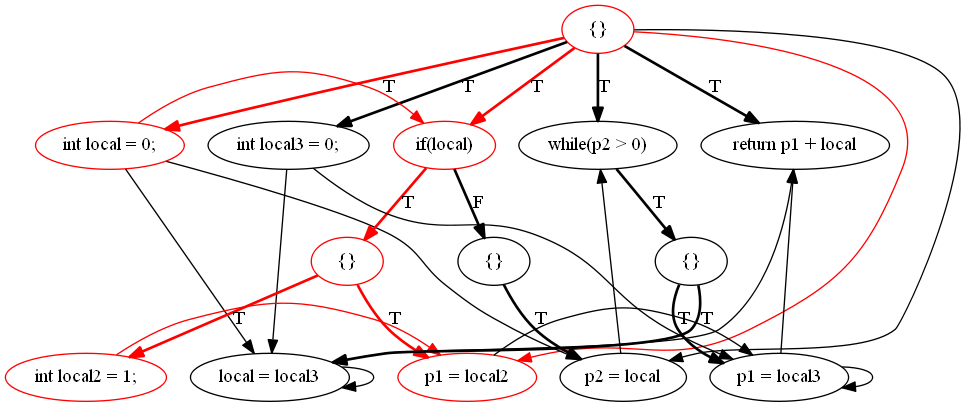 {}
T
T
T
T
T
int local = 0;
int local3 = 0;
if(local)
while(p2 > 0)
return p1 + local
T
F
T
{}
{}
{}
T
T
T
T
T
int local2 = 1;
local = local3
p1 = local2
p2 = local
p1 = local3